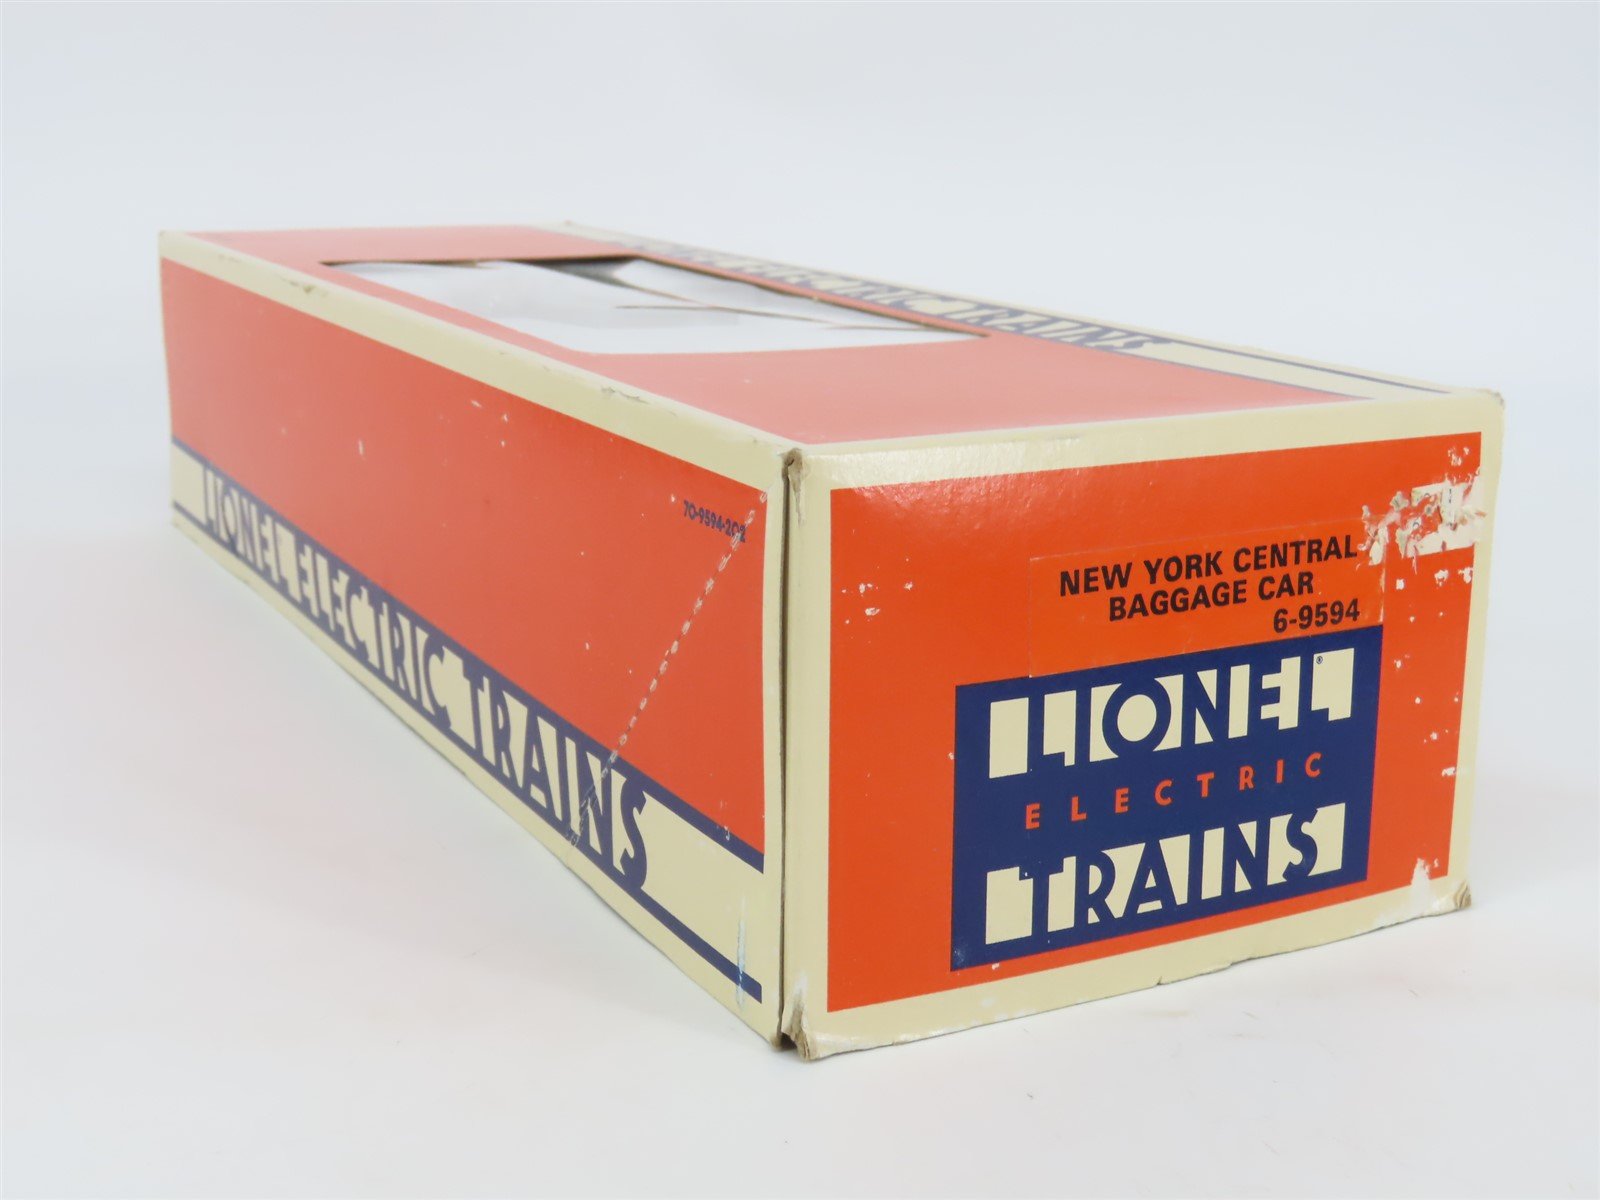 LIONEL ELECTRIC TRAINS
LIONEL ELECTRIC TRAINS
70-9594-202
NEW YORK CENTRAL
BAGGAGE CAR
6-9594
LIONEL®
ELECTRIC
TRAINS